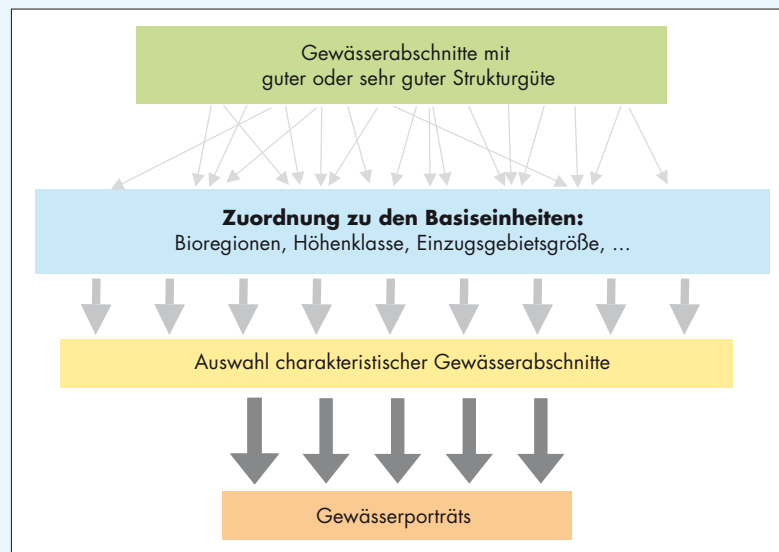 Gewässerabschnitte mit
guter oder sehr guter Strukturgüte
Zuordnung zu den Basiseinheiten:
Bioregionen, Höhenklasse, Einzugsgebietsgröße, ...
Auswahl charakteristischer Gewässerabschnitte
Gewässerporträts